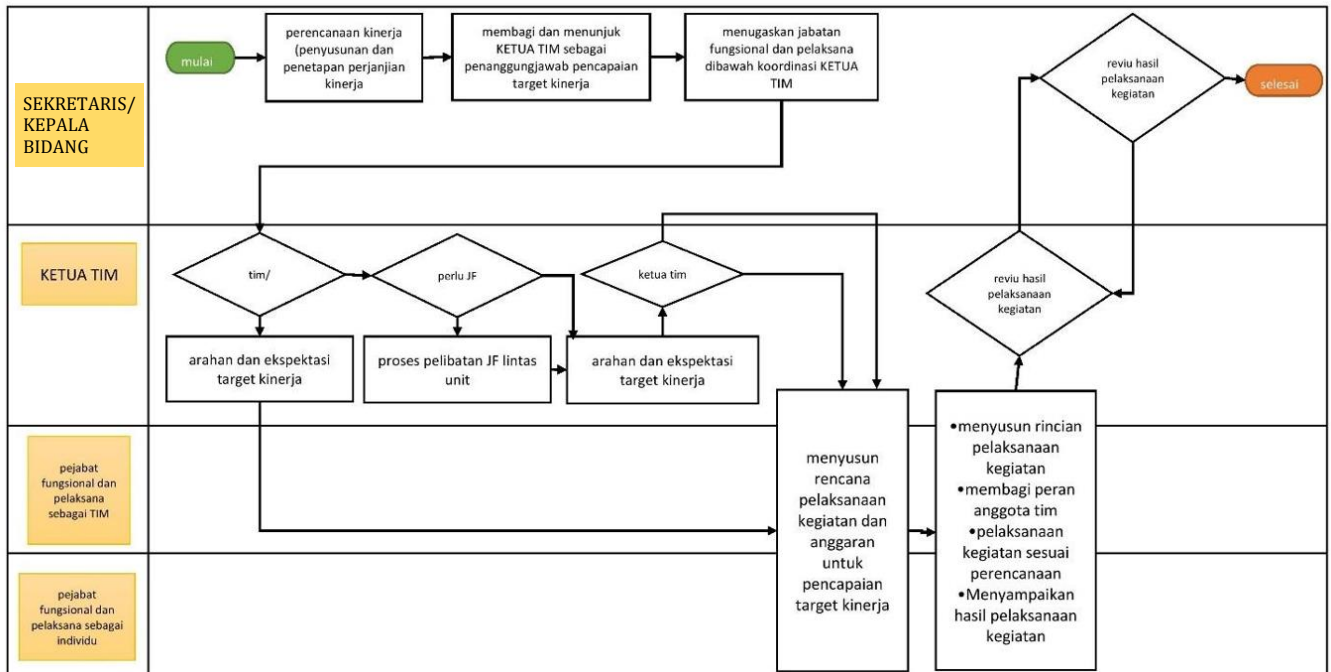 SEKRETARIS/
KEPALA
BIDANG
mulai
perencanaan kinerja
(penyusunan dan
penetapan perjanjian
kinerja
membagi dan menunjuk
KETUA TIM sebagai
penanggungjawab pencapaian
target kinerja
menugaskan jabatan
fungsional dan pelaksana
dibawah koordinasi KETUA
TIM
reviu hasil
pelaksanaan
kegiatan
selesai
KETUA TIM
tim/
perlu JF
ketua tim
reviu hasil
pelaksanaan
kegiatan
arahan dan ekspektasi
target kinerja
proses pelibatan JF lintas
unit
arahan dan ekspektasi
target kinerja
pejabat
fungsional dan
pelaksana
sebagai TIM
menyusun
rencana
pelaksanaan
kegiatan dan
anggaran
untuk
pencapaian
target kinerja
•menyusun rincian
pelaksanaan
kegiatan
•membagi peran
anggota tim
•pelaksanaan
kegiatan sesuai
perencanaan
•Menyampaikan
hasil pelaksanaan
kegiatan
pejabat
fungsional dan
pelaksana sebagai
individu